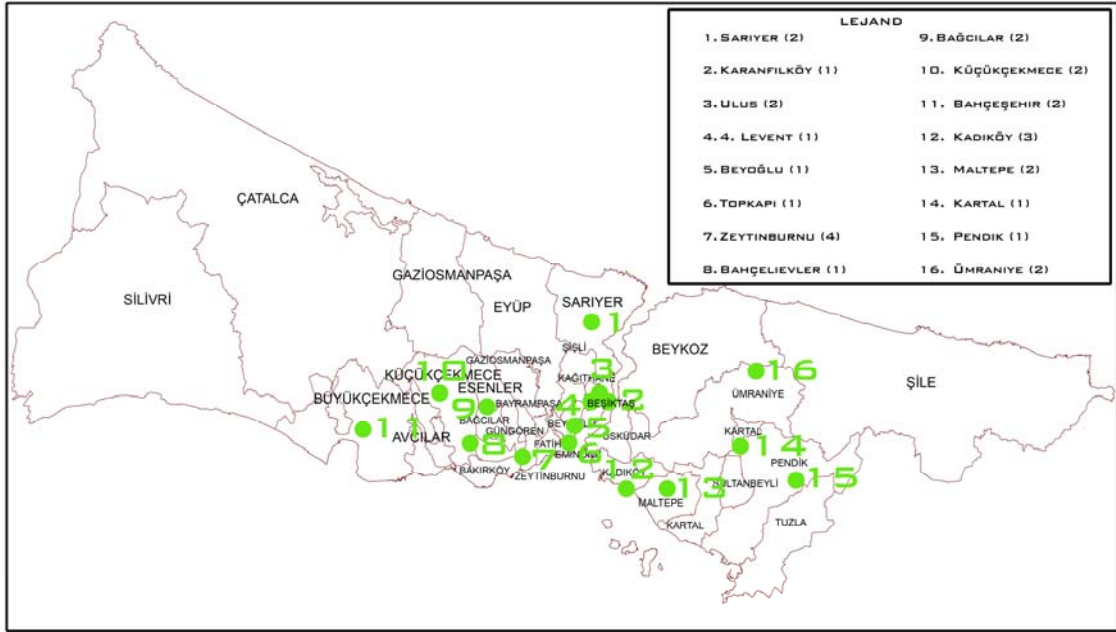 LEJAND
1. SARIYER (2)
2. KARANFILKÖY (1)
3. ULUS (2)
4. 4. LEVENT (1)
5. BEYOĞLU (1)
6. TOPKAPI (1)
7. ZEYTINBURNU (4)
8. BAHÇELIEVLER (1)
9. BAĞCILAR (2)
10. KÜÇÜKÇEKMECE (2)
11. BAHÇEŞEHIR (2)
12. KADIKÖY (3)
13. MALTEPE (2)
14. KARTAL (1)
15. PENDIK (1)
16. ÜMRANIYE (2)
ÇATALCA
GAZİOSMANPAŞA
SİLİVRİ
EYÜP
SARIYER
1
ŞİŞLİ
BEYKOZ
GAZİOSMANPAŞA
10
KÜÇÜKÇEKMECE
KAĞITHANE
3
16
ŞİLE
ESENLER
ÜMRANİYE
BÜYÜKÇEKMECE
9
BAYRAMPAŞA
4
BEŞİKTAŞ
2
BAĞCILAR
11
AVCILAR
GÜNGÖREN
5
ÜSKÜDAR
KARTAL
8
FATİH
6
14
BAKIRKÖY
7
12
PENDİK
ZEYTİNBURNU
KADIKÖY
13
SULTANBEYLİ
15
MALTEPE
KARTAL
TUZLA